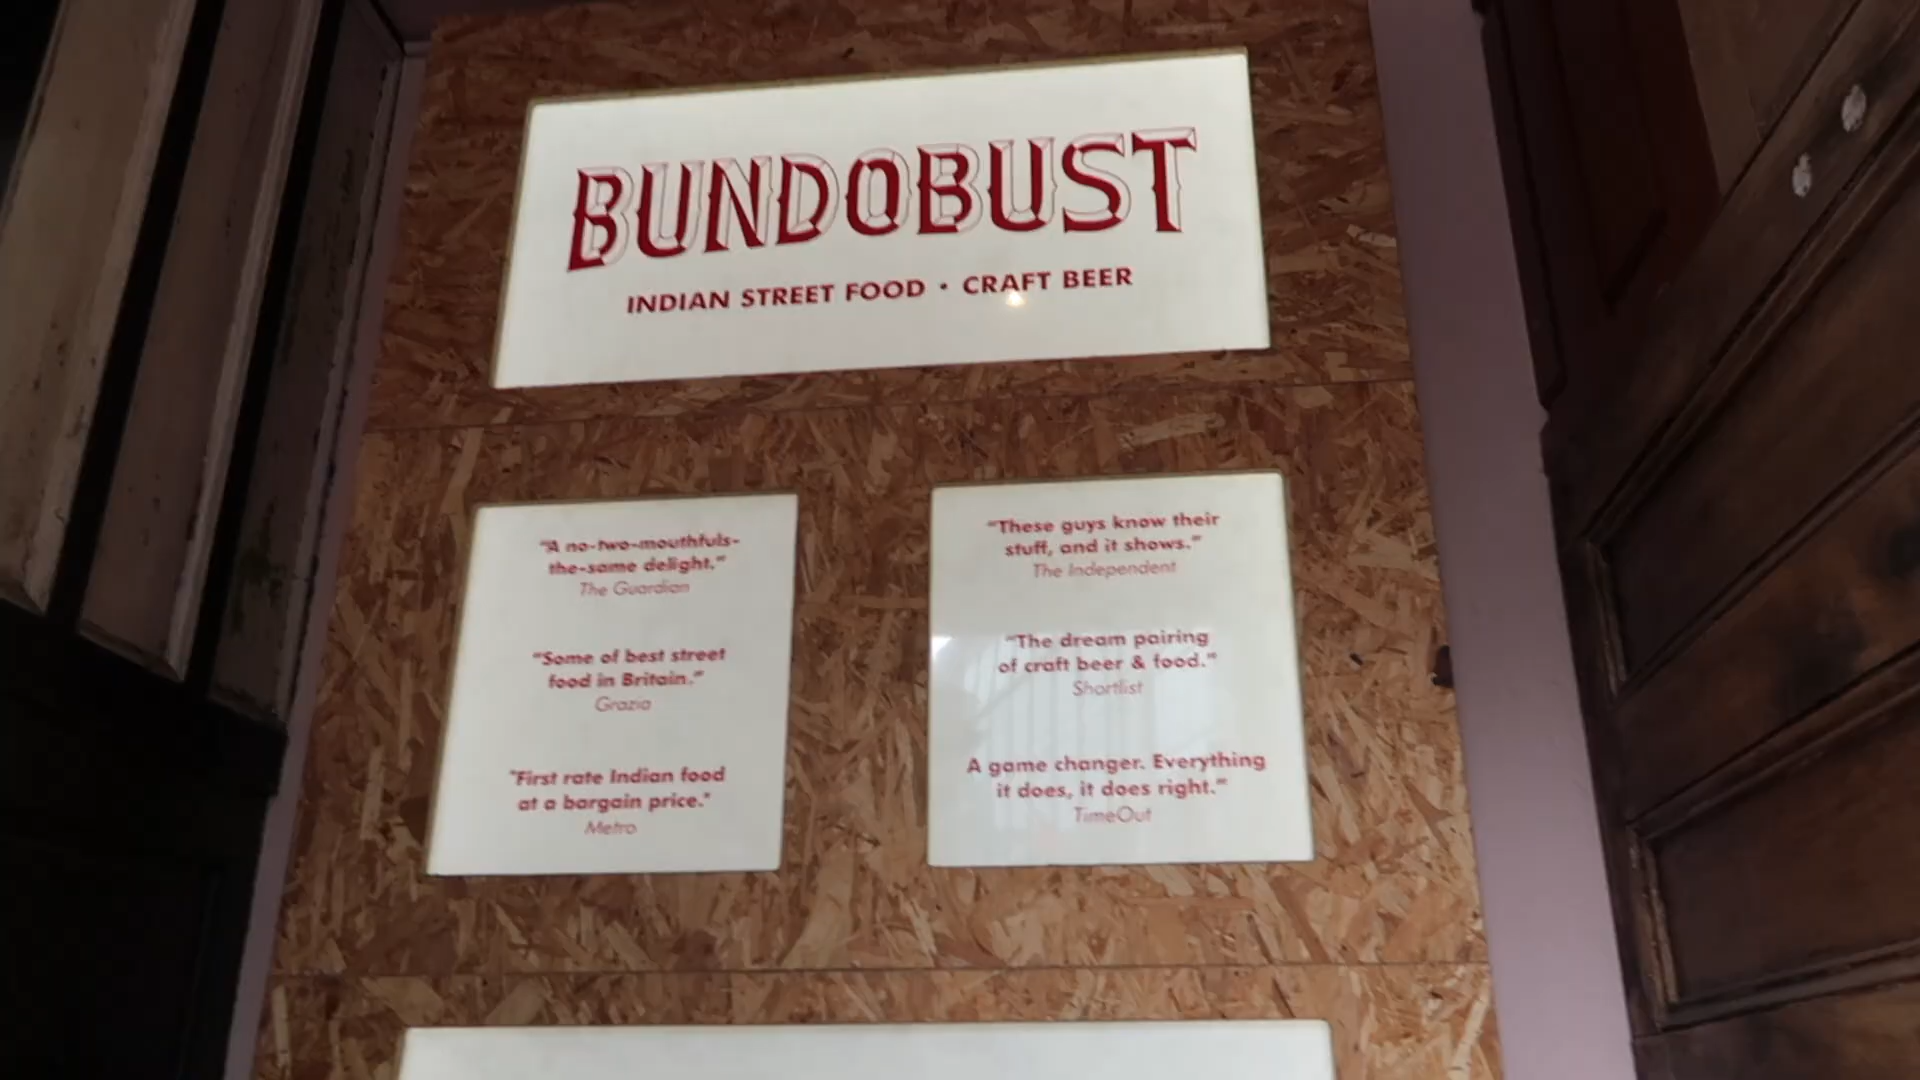 BUNDOBUST
INDIAN STREET FOOD • CRAFT BEER
"A no-two-mouthfuls-
the-same delight."
The Guardian
"Some of best street
food in Britain."
Grazia
"First rate Indian food
at a bargain price."
Metro
"These guys know their
stuff, and it shows."
The Independent
"The dream pairing
of craft beer & food."
Shortlist
A game changer. Everything
it does, it does right."
TimeOut